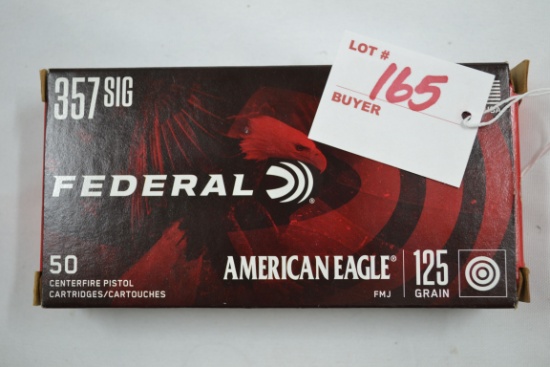 LOT #
165
BUYER
357 SIG
FEDERAL®
50
CENTERFIRE PISTOL
CARTRIDGES/CARTOUCHES
AMERICAN EAGLE®
FMJ
125
GRAIN